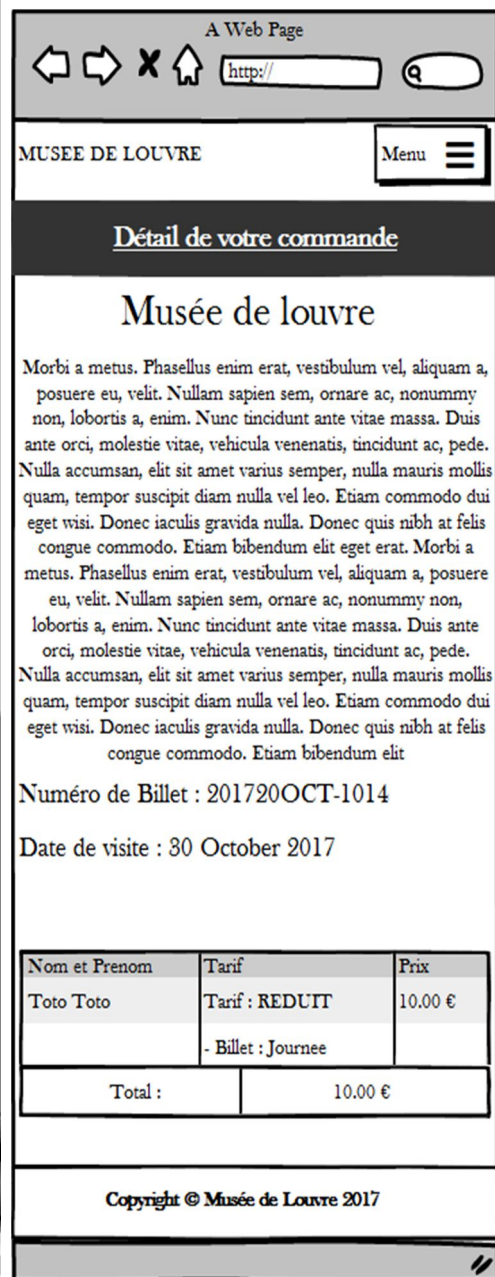 A Web Page
http://
MUSEE DE LOUVRE
Menu
Détail de votre commande
Musée de louvre
Morbi a metus. Phasellus enim erat, vestibulum vel, aliquam a,
posuere eu, velit. Nullam sapien sem, ornare ac, nonummy
non, lobortis a, enim. Nunc tincidunt ante vitae massa. Duis
ante orci, molestie vitae, vehicula venenatis, tincidunt ac, pede.
Nulla accumsan, elit sit amet varius semper, nulla mauris mollis
quam, tempor suscipit diam nulla vel leo. Etiam commodo dui
eget wisi. Donec iaculis gravida nulla. Donec quis nibh at felis
congue commodo. Etiam bibendum elit eget erat. Morbi a
metus. Phasellus enim erat, vestibulum vel, aliquam a, posuere
eu, velit. Nullam sapien sem, ornare ac, nonummy non,
lobortis a, enim. Nunc tincidunt ante vitae massa. Duis ante
orci, molestie vitae, vehicula venenatis, tincidunt ac, pede.
Nulla accumsan, elit sit amet varius semper, nulla mauris mollis
quam, tempor suscipit diam nulla vel leo. Etiam commodo dui
eget wisi. Donec iaculis gravida nulla. Donec quis nibh at felis
congue commodo. Etiam bibendum elit
Numéro de Billet : 201720OCT-1014
Date de visite : 30 October 2017
Nom et Prenom Tarif Prix
Toto Toto Tarif : REDUIT 10.00 €
- Billet : Journee
Total : 10.00 €
Copyright © Musée de Louvre 2017